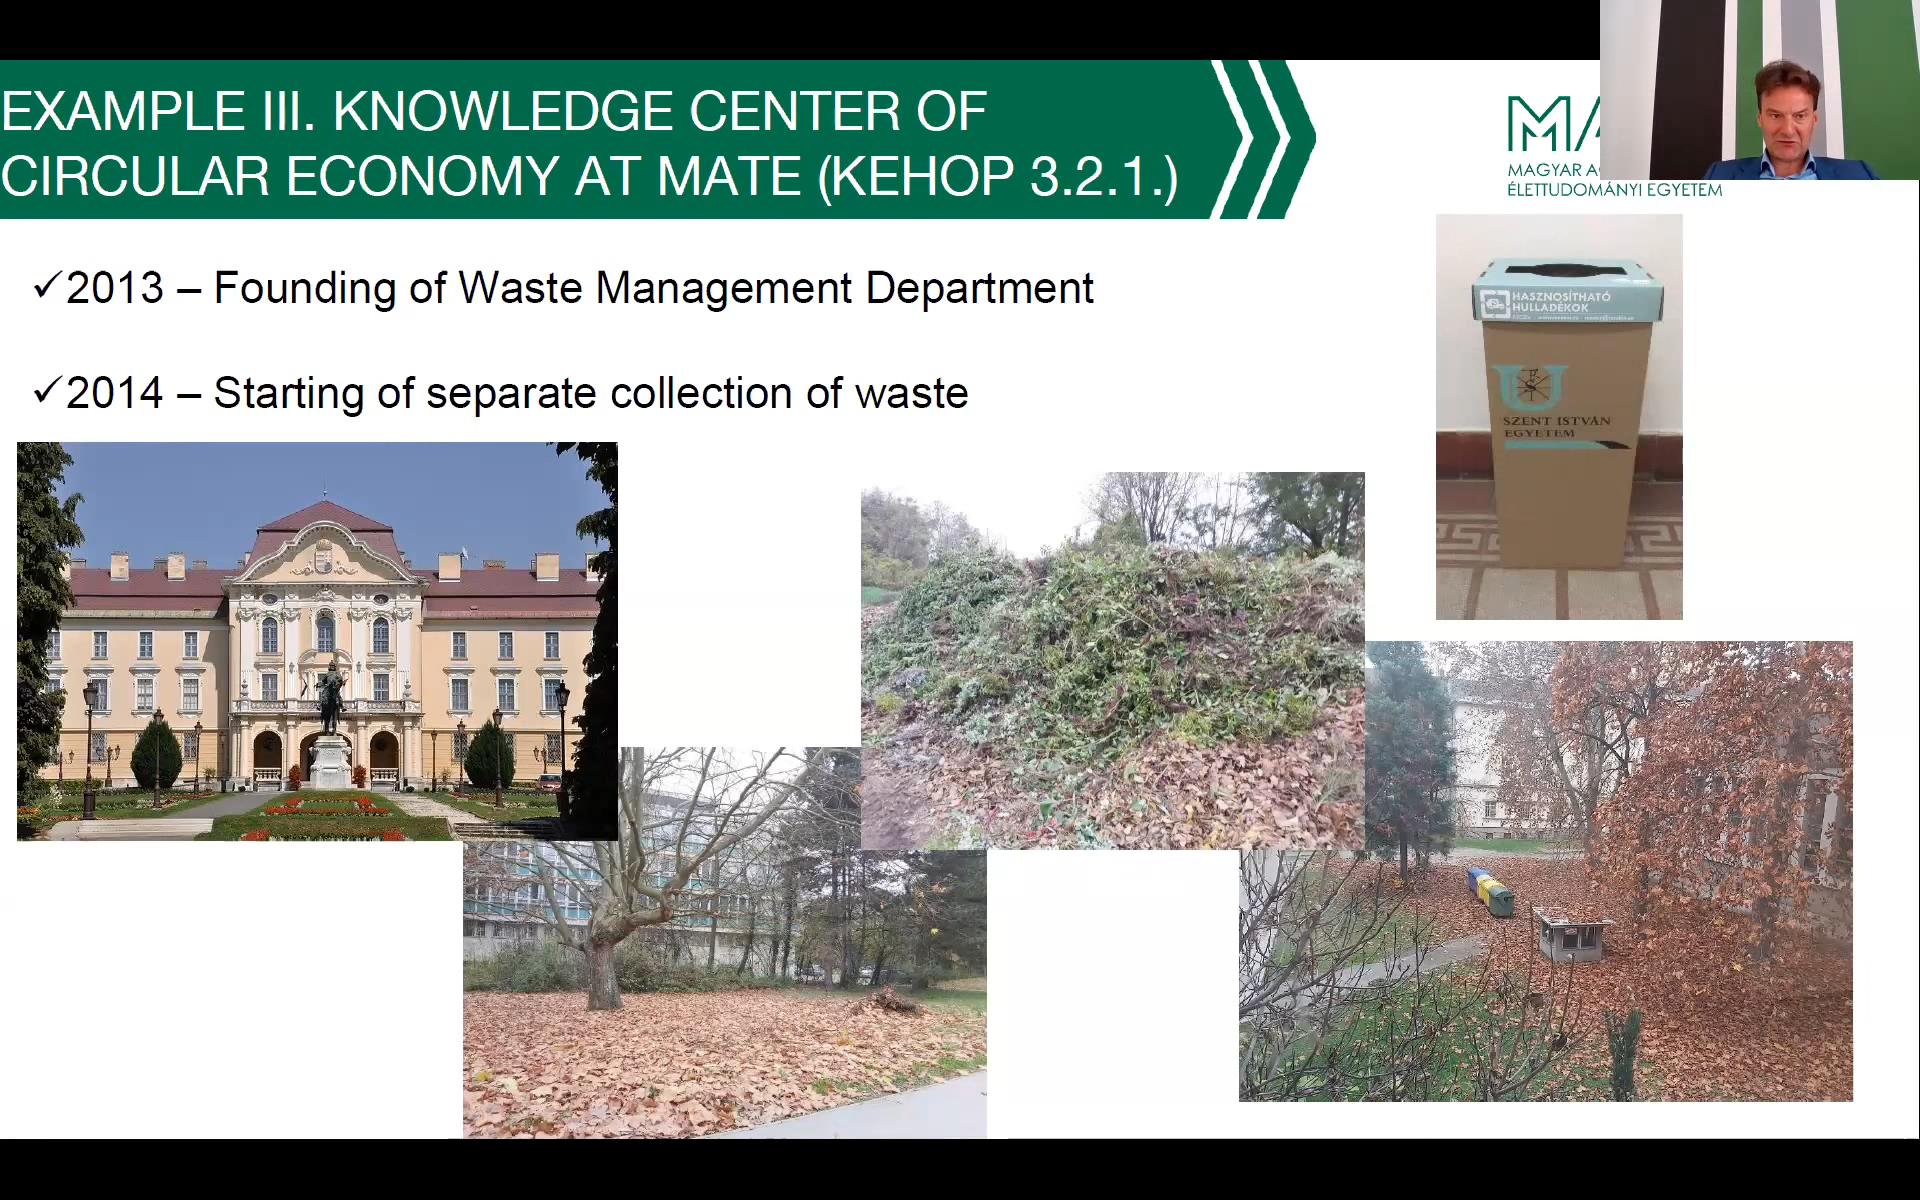 EXAMPLE III. KNOWLEDGE CENTER OF
CIRCULAR ECONOMY AT MATE (KEHOP 3.2.1.)
MAGYAR
ÉLETTUDOMÁNYI EGYETEM
✓2013 – Founding of Waste Management Department
✓2014 – Starting of separate collection of waste
HASZNOSÍTHATÓ
HULLADÉKOK
SZENT ISTVÁN
EGYETEM